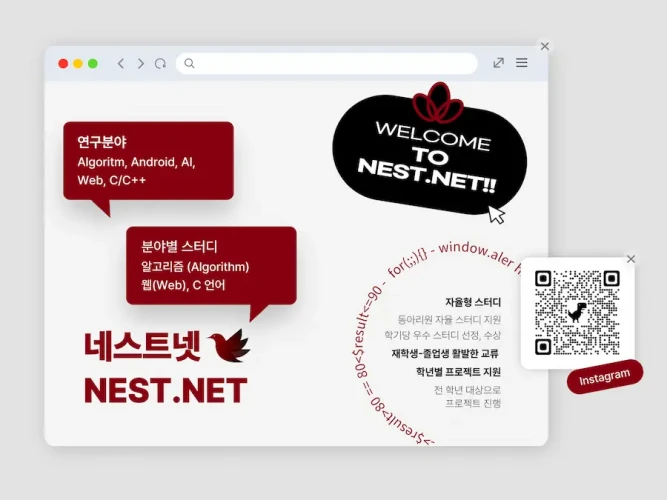 연구분야
Algoritm, Android, AI,
Web, C/C++
WELCOME
TO
NEST.NET!!
분야별 스터디
알고리즘 (Algorithm)
웹(Web), C 언어
네스트넷
NEST.NET
>$result>80 == 80<$result<=90 - for(;;){} - window.aler
자율형 스터디
동아리원 자율 스터디 지원
학기당 우수 스터디 선정, 수상
재학생-졸업생 활발한 교류
학년별 프로젝트 지원
전 학년 대상으로
프로젝트 진행
Instagram